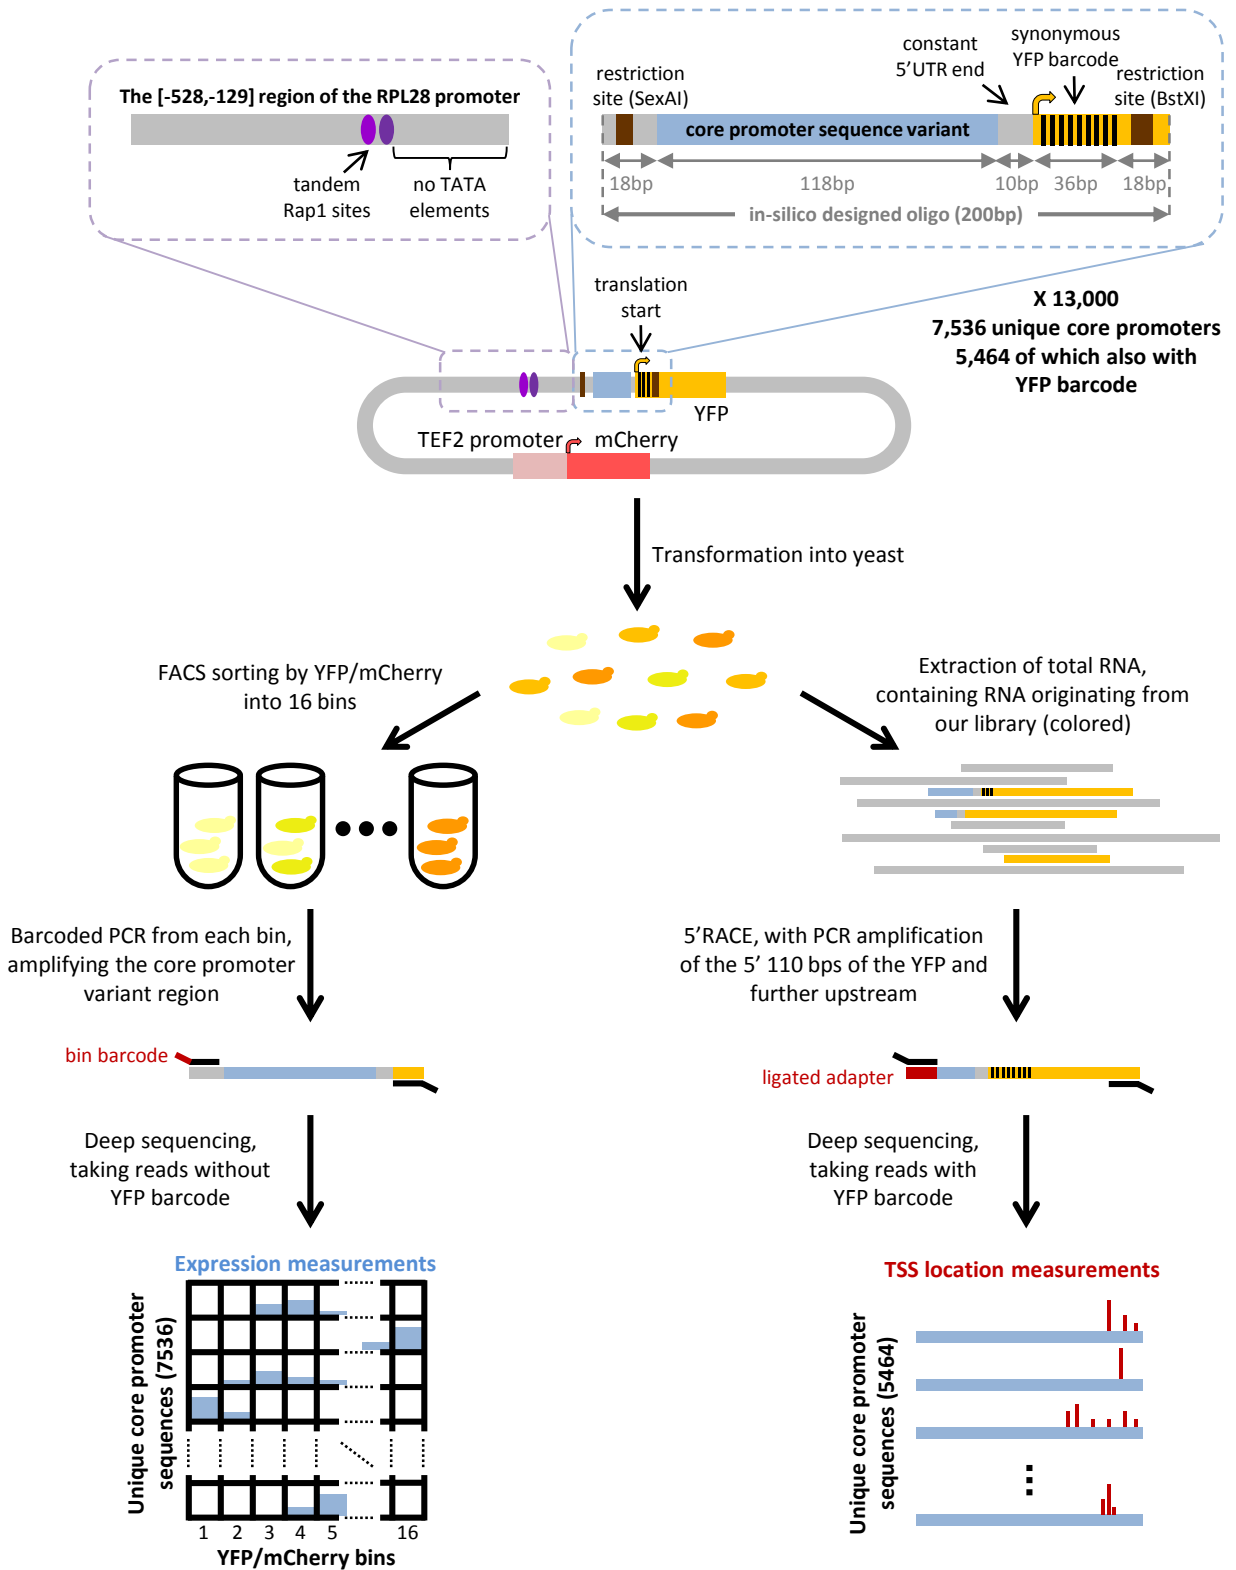 The [-528,-129] region of the RPL28 promoter
tandem
Rap1 sites
no TATA
elements
restriction
site (SexAI)
constant
5'UTR end
synonymous
YFP barcode
restriction
site (BstXI)
core promoter sequence variant
18bp
118bp
10bp
36bp
18bp
in-silico designed oligo (200bp)
translation
start
X 13,000
7,536 unique core promoters
5,464 of which also with
YFP barcode
YFP
TEF2 promoter
mCherry
Transformation into yeast
FACS sorting by YFP/mCherry
into 16 bins
Extraction of total RNA,
containing RNA originating from
our library (colored)
Barcoded PCR from each bin,
amplifying the core promoter
variant region
5'RACE, with PCR amplification
of the 5' 110 bps of the YFP and
further upstream
bin barcode
ligated adapter
Deep sequencing,
taking reads without
YFP barcode
Deep sequencing,
taking reads with
YFP barcode
Expression measurements
Unique core promoter
sequences (7536)
1 2 3 4 5 16
YFP/mCherry bins
TSS location measurements
Unique core promoter
sequences (5464)